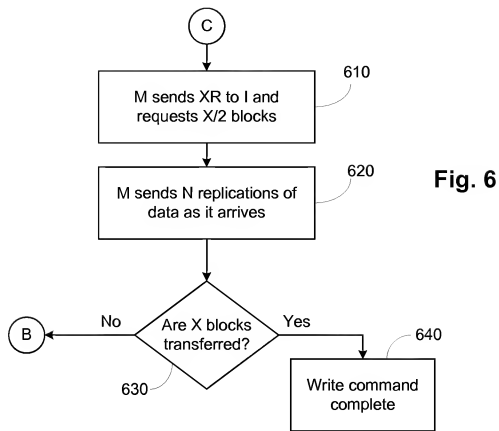 C
M sends XR to I and
requests X/2 blocks
610
M sends N replications of
data as it arrives
620
Fig. 6
Are X blocks
transferred?
No
Yes
B
630
640
Write command
complete